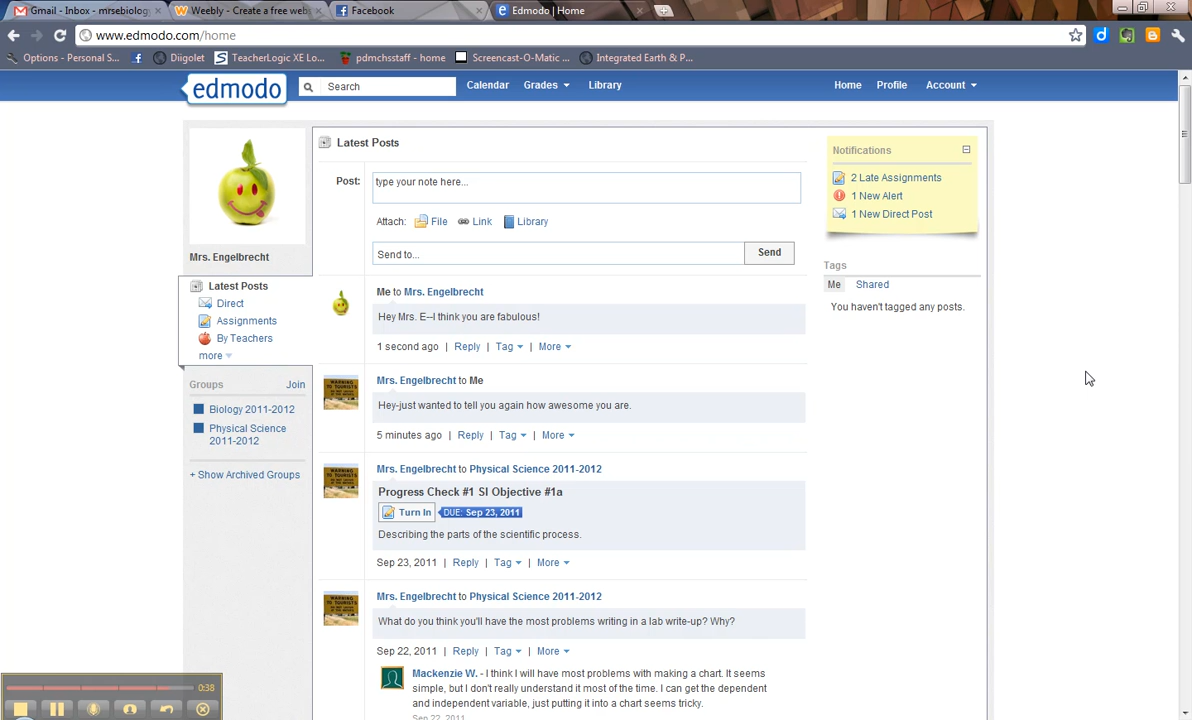 Gmail - Inbox - mrsebiology
Weebly - Create a free webs
Facebook
Edmodo | Home
www.edmodo.com/home
Options - Personal S...
Diigolet
TeacherLogic XE Lo...
pdmchsstaff - home
Screencast-O-Matic ...
Integrated Earth & P...
edmodo
Search
Calendar
Grades
Library
Home
Profile
Account
Mrs. Engelbrecht
Latest Posts
Direct
Assignments
By Teachers
more
Groups
Join
Biology 2011-2012
Physical Science
2011-2012
+ Show Archived Groups
Latest Posts
Post:
type your note here...
Attach: File Link Library
Send to...
Send
Me to Mrs. Engelbrecht
Hey Mrs. E--I think you are fabulous!
1 second ago | Reply Tag | More
Mrs. Engelbrecht to Me
Hey-just wanted to tell you again how awesome you are.
5 minutes ago | Reply Tag | More
Mrs. Engelbrecht to Physical Science 2011-2012
Progress Check #1 SI Objective #1a
Turn In
DUE: Sep 23, 2011
Describing the parts of the scientific process.
Sep 23, 2011 | Reply Tag | More
Mrs. Engelbrecht to Physical Science 2011-2012
What do you think you'll have the most problems writing in a lab write-up? Why?
Sep 22, 2011 | Reply Tag | More
Mackenzie W. - I think I will have most problems with making a chart. It seems
simple, but I don't really understand it most of the time. I can get the dependent
and independent variable, just putting it into a chart seems tricky.
Sep 22, 2011
Notifications
2 Late Assignments
1 New Alert
1 New Direct Post
Tags
Me
Shared
You haven't tagged any posts.
0:38